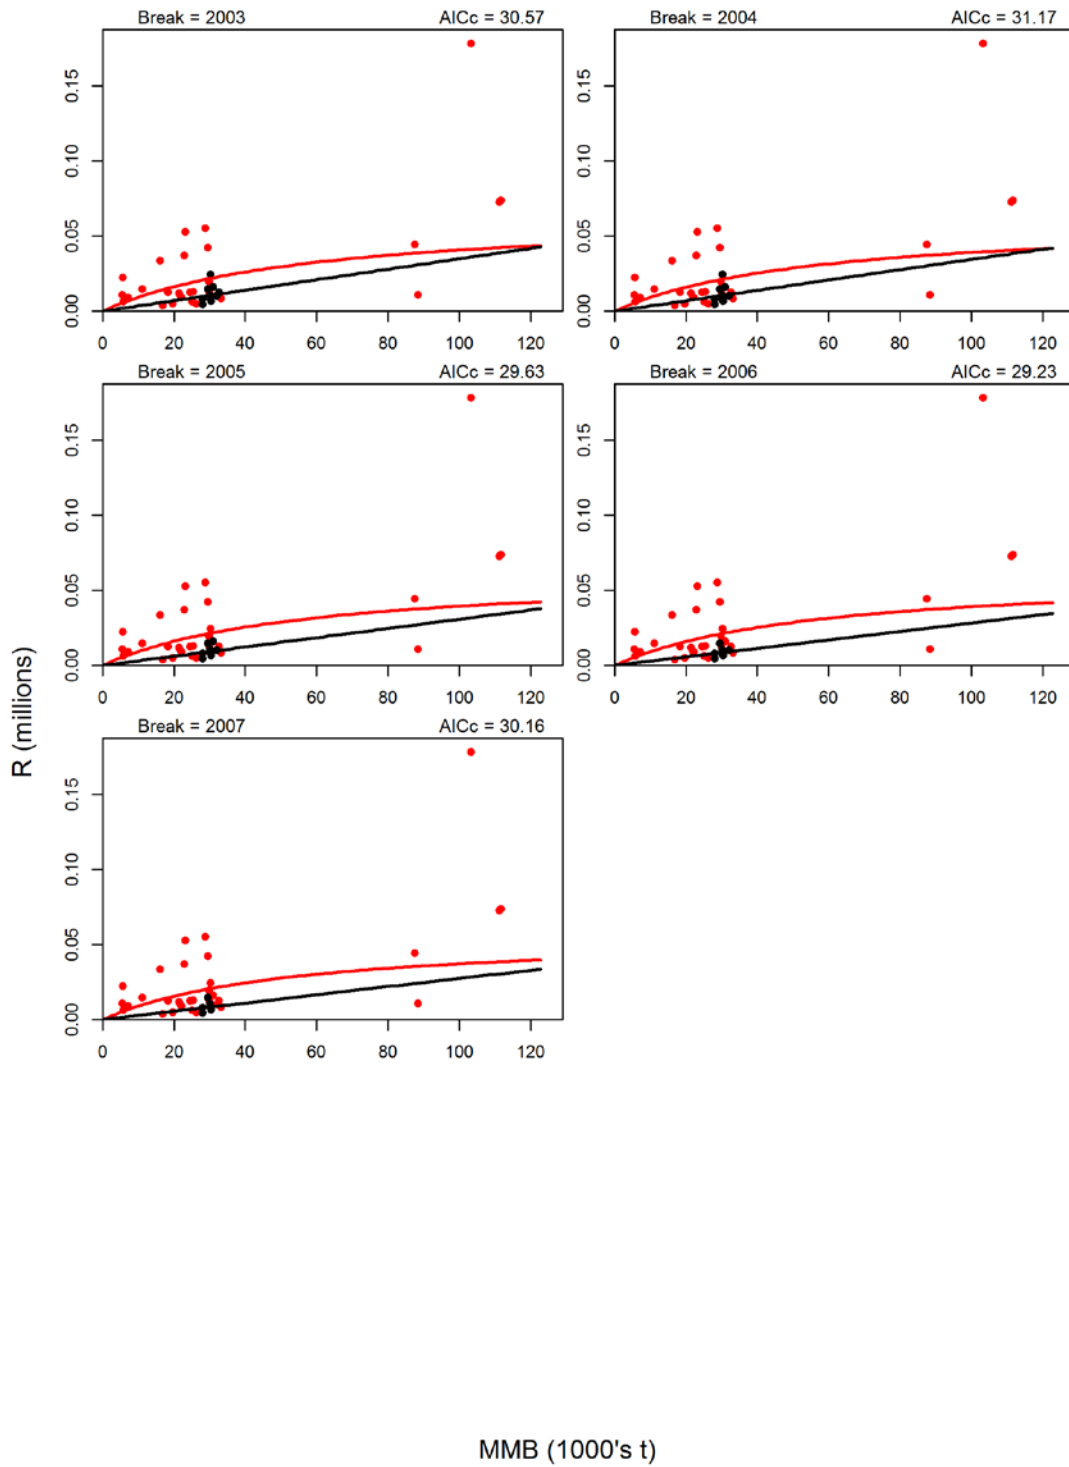 Break = 2003 AICc = 30.57 Break = 2004 AICc = 31.17
0.15 0.15
0.10 0.10
0.05 0.05
0.00 0.00
0 20 40 60 80 100 120 0 20 40 60 80 100 120
Break = 2005 AICc = 29.63 Break = 2006 AICc = 29.23
0.15 0.15
0.10 0.10
0.05 0.05
0.00 0.00
0 20 40 60 80 100 120 0 20 40 60 80 100 120
Break = 2007 AICc = 30.16
R (millions)
0.15
0.10
0.05
0.00
0 20 40 60 80 100 120
MMB (1000's t)